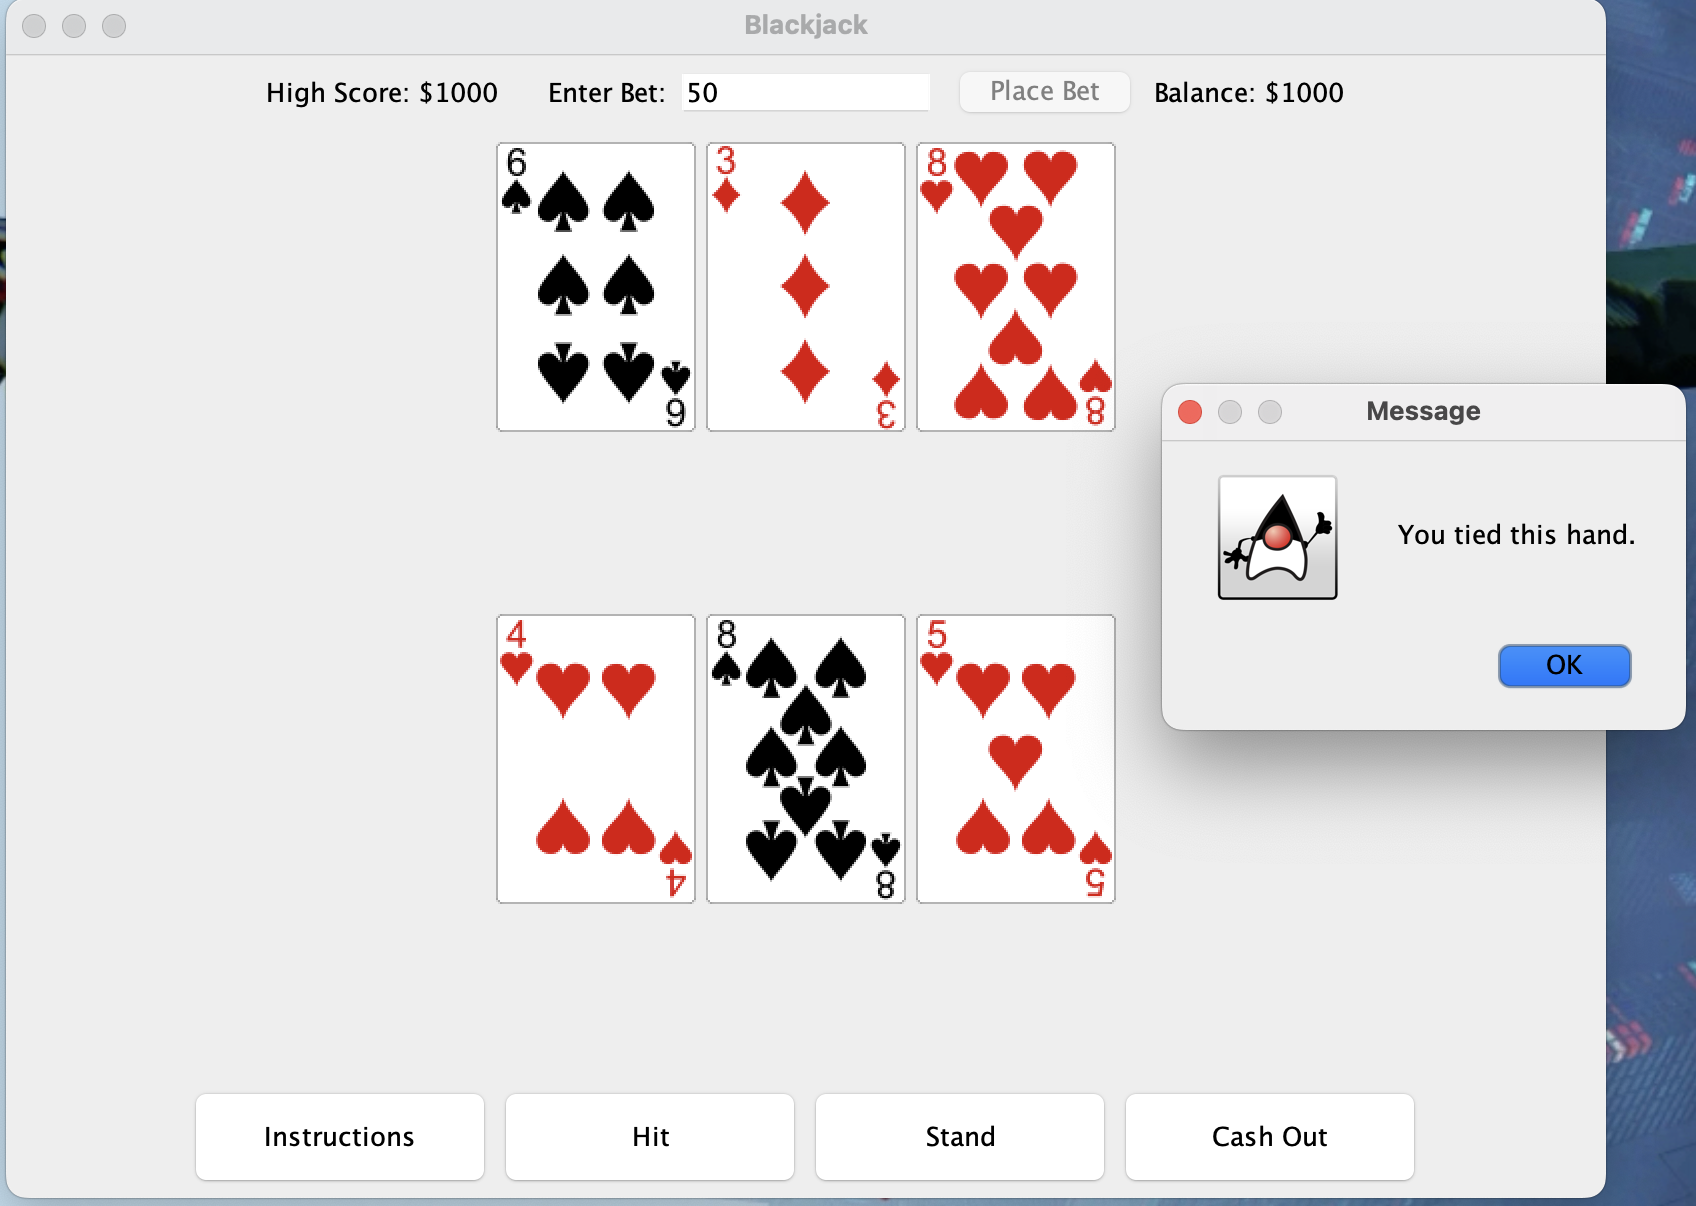 Blackjack
High Score: $1000 Enter Bet: 50 Place Bet Balance: $1000
6 3 8
6 3 8
Message
You tied this hand.
OK
4 8 5
4 8 5
Instructions Hit Stand Cash Out